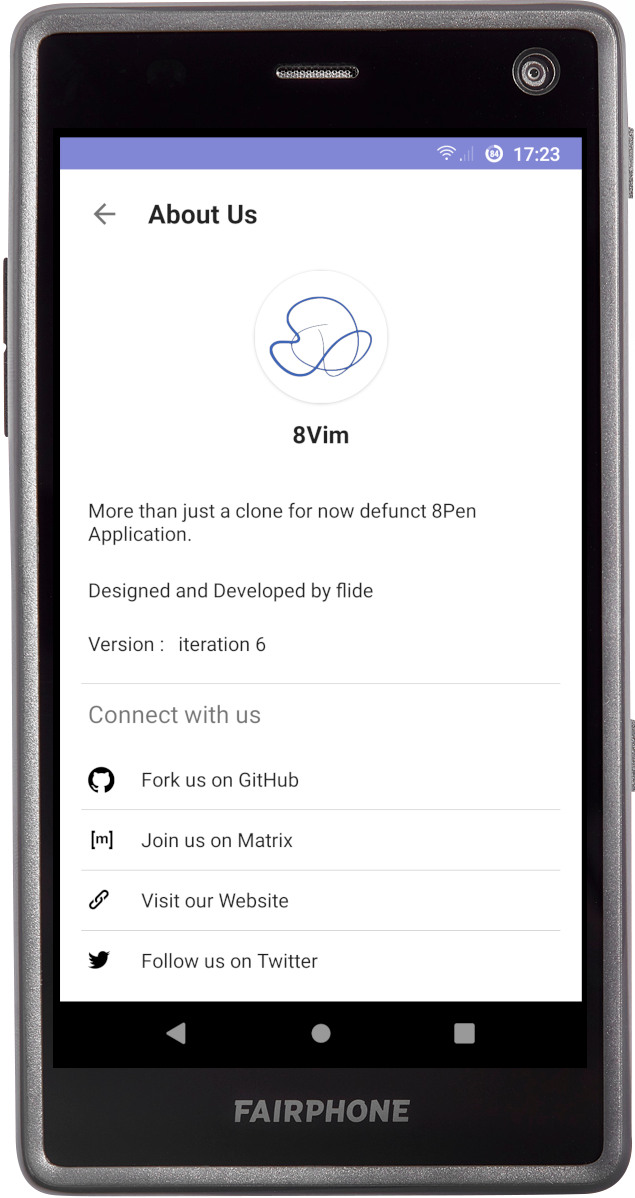 84 17:23
About Us
8Vim
More than just a clone for now defunct 8Pen
Application.
Designed and Developed by flide
Version : iteration 6
Connect with us
Fork us on GitHub
[m] Join us on Matrix
Visit our Website
Follow us on Twitter
FAIRPHONE